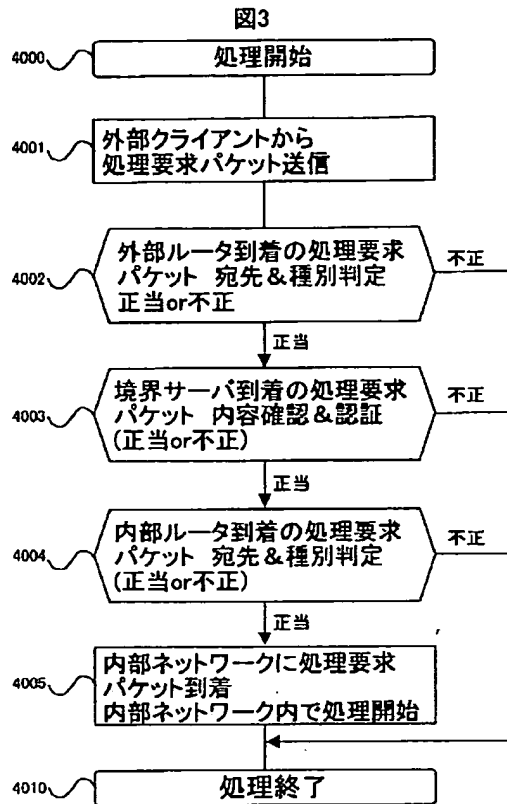 図3
4000
処理開始
4001
外部クライアントから
処理要求パケット送信
4002
外部ルータ到着の処理要求
パケット 宛先&種別判定
正当or不正
不正
正当
4003
境界サーバ到着の処理要求
パケット 内容確認&認証
(正当or不正)
不正
正当
4004
内部ルータ到着の処理要求
パケット 宛先&種別判定
(正当or不正)
不正
正当
4005
内部ネットワークに処理要求
パケット到着
内部ネットワーク内で処理開始
4010
処理終了